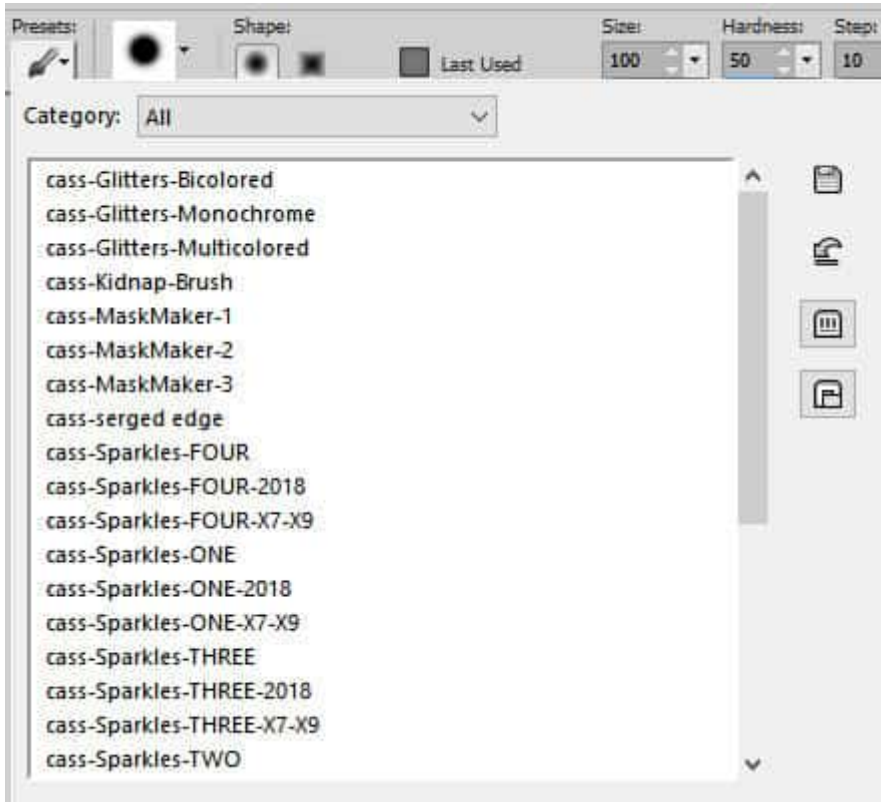 Presets: Shape: Size: Hardness: Step:
Last Used 100 50 10
Category: All
cass-Glitters-Bicolored
cass-Glitters-Monochrome
cass-Glitters-Multicolored
cass-Kidnap-Brush
cass-MaskMaker-1
cass-MaskMaker-2
cass-MaskMaker-3
cass-serged edge
cass-Sparkles-FOUR
cass-Sparkles-FOUR-2018
cass-Sparkles-FOUR-X7-X9
cass-Sparkles-ONE
cass-Sparkles-ONE-2018
cass-Sparkles-ONE-X7-X9
cass-Sparkles-THREE
cass-Sparkles-THREE-2018
cass-Sparkles-THREE-X7-X9
cass-Sparkles-TWO